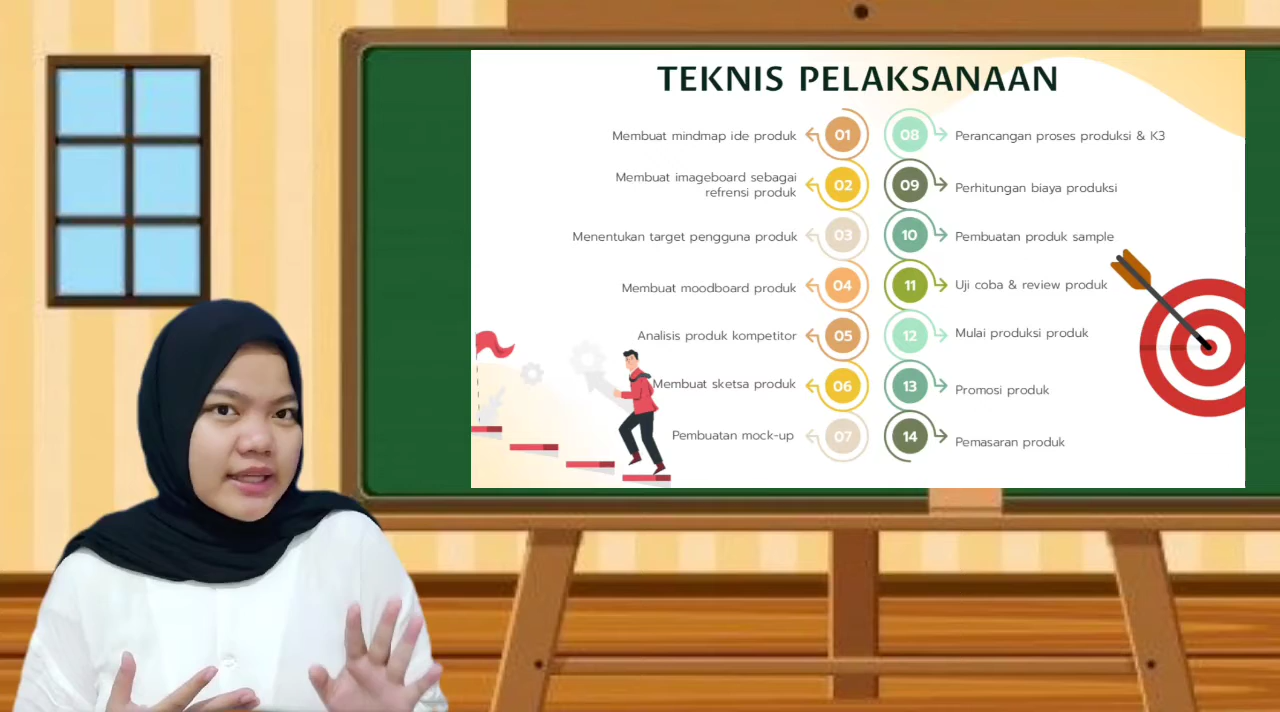 TEKNIS PELAKSANAAN
Membuat mindmap ide produk
01
Membuat imageboard sebagai
refrensi produk
02
Menentukan target pengguna produk
03
Membuat moodboard produk
04
Analisis produk kompetitor
05
Membuat sketsa produk
06
Pembuatan mock-up
07
08
Perancangan proses produksi & K3
09
Perhitungan biaya produksi
10
Pembuatan produk sample
11
Uji coba & review produk
12
Mulai produksi produk
13
Promosi produk
14
Pemasaran produk